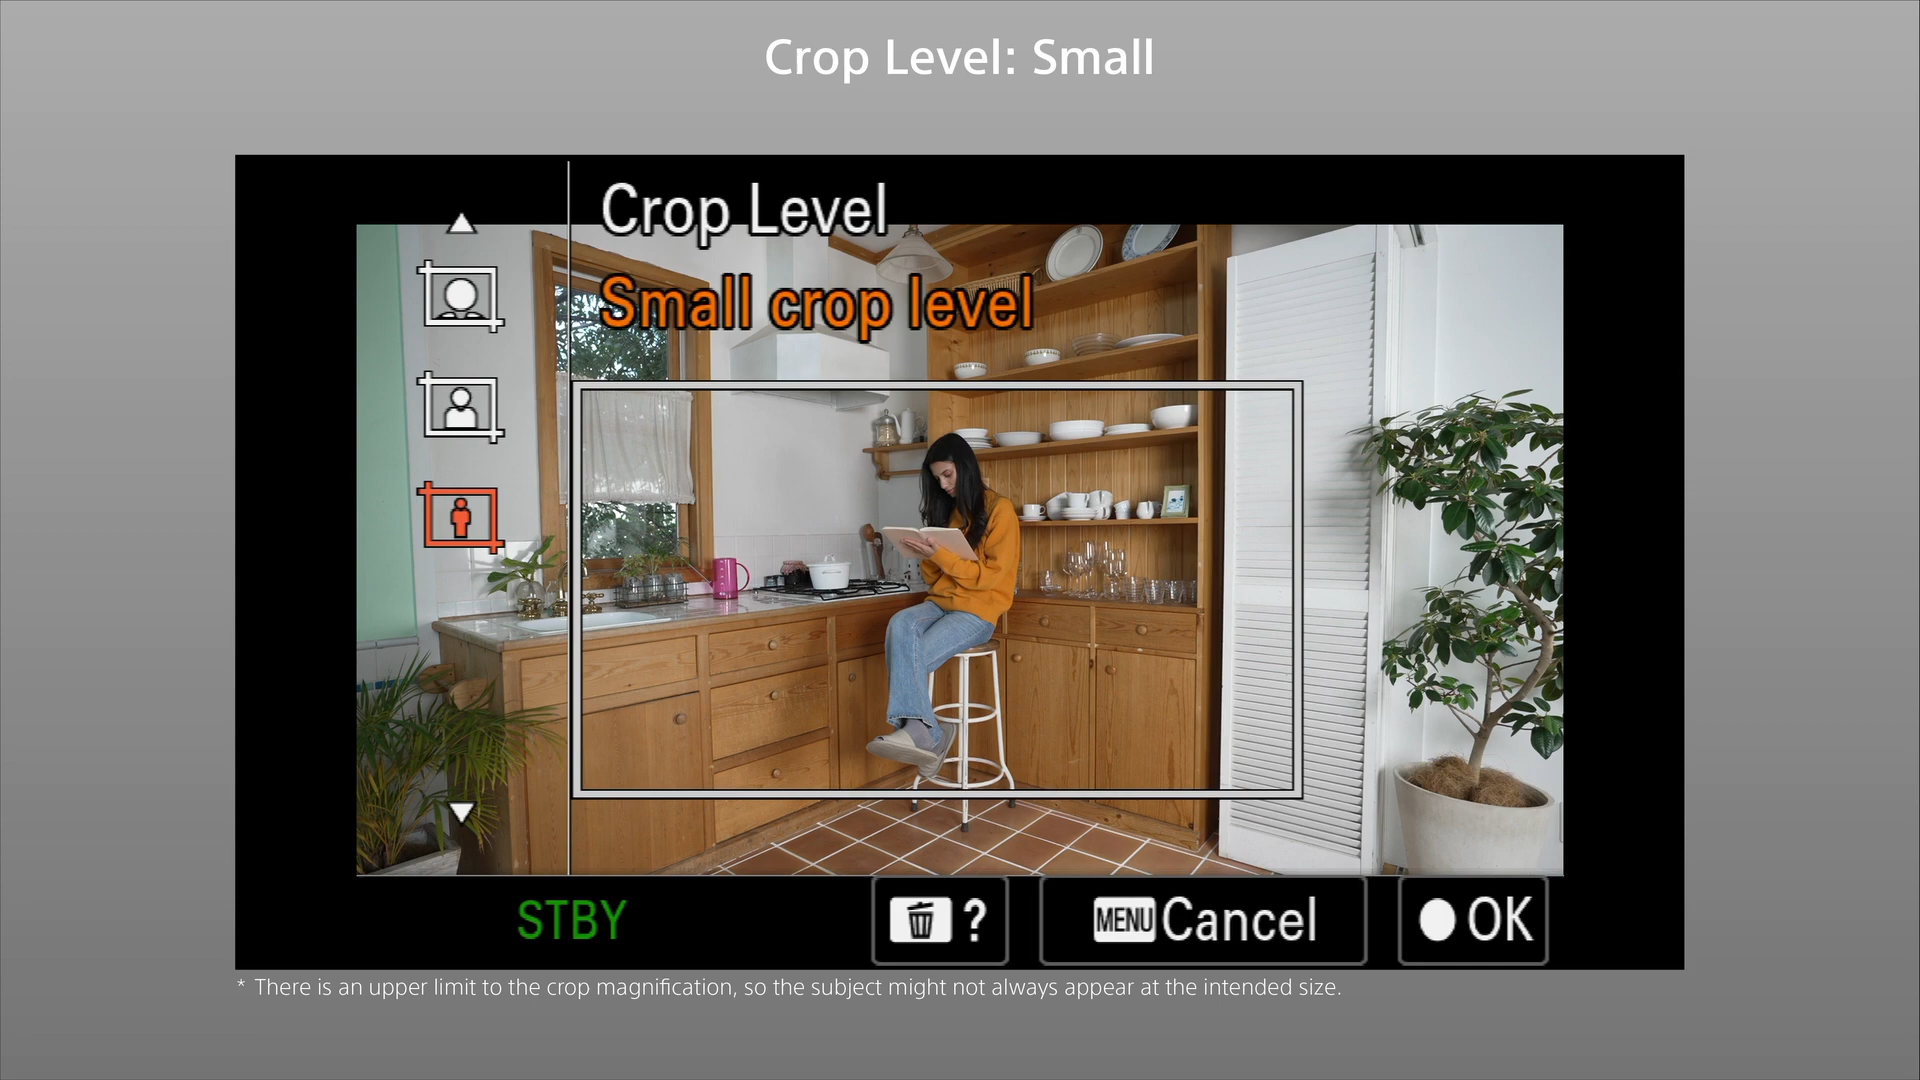 Crop Level: Small
Crop Level
Small crop level
STBY
?
MENU Cancel
OK
* There is an upper limit to the crop magnification, so the subject might not always appear at the intended size.